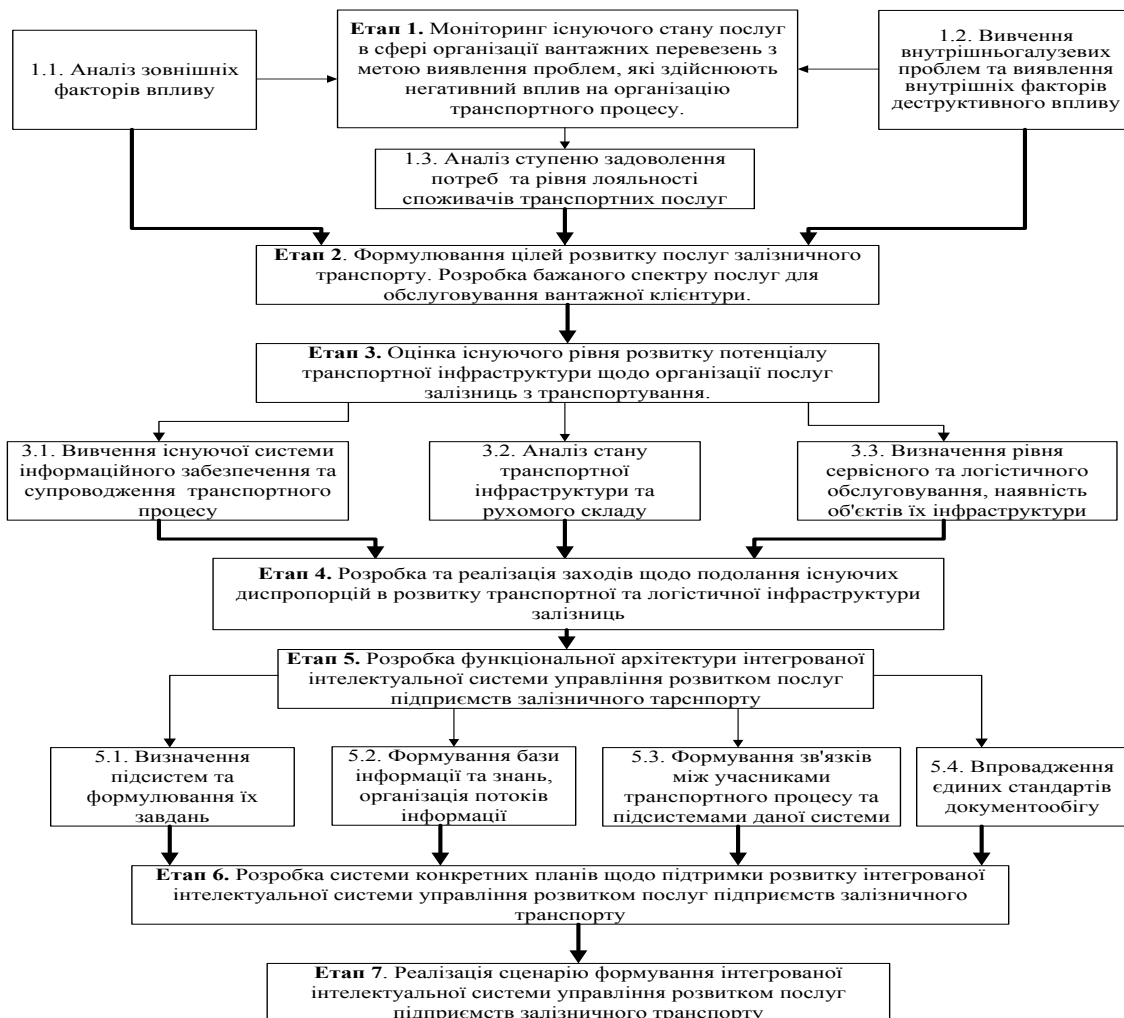 Етап 1. Моніторинг існуючого стану послуг
в сфері організації вантажних перевезень з
метою виявлення проблем, які здійснюють
негативний вплив на організацію
транспортного процесу.
1.1. Аналіз зовнішніх
факторів впливу
1.2. Вивчення
внутрішньогалузевих
проблем та виявлення
внутрішніх факторів
деструктивного впливу
1.3. Аналіз ступеню задоволення
потреб та рівня лояльності
споживачів транспортних послуг
Етап 2. Формулювання цілей розвитку послуг залізничного
транспорту. Розробка бажаного спектру послуг для
обслуговування вантажної клієнтури.
Етап 3. Оцінка існуючого рівня розвитку потенціалу
транспортної інфраструктури щодо організації послуг
залізниць з транспортування.
3.1. Вивчення існуючої системи
інформаційного забезпечення та
супроводження транспортного
процесу
3.2. Аналіз стану
транспортної
інфраструктури та
рухомого складу
3.3. Визначення рівня
сервісного та логістичного
обслуговування, наявність
об'єктів їх інфраструктури
Етап 4. Розробка та реалізація заходів щодо подолання існуючих
диспропорцій в розвитку транспортної та логістичної інфраструктури
залізниць
Етап 5. Розробка функціональної архітектури інтегрованої
інтелектуальної системи управління розвитком послуг
підприємств залізничного тарснпорту
5.1. Визначення
підсистем та
формулювання їх
завдань
5.2. Формування бази
інформації та знань,
організація потоків
інформації
5.3. Формування зв'язків
між учасниками
транспортного процесу та
підсистемами даної системи
5.4. Впровадження
єдиних стандартів
документообігу
Етап 6. Розробка системи конкретних планів щодо підтримки розвитку інтегрованої
інтелектуальної системи управління розвитком послуг підприємств залізничного
транспорту
Етап 7. Реалізація сценарію формування інтегрованої
інтелектуальної системи управління розвитком послуг
підприємств залізничного транспорту